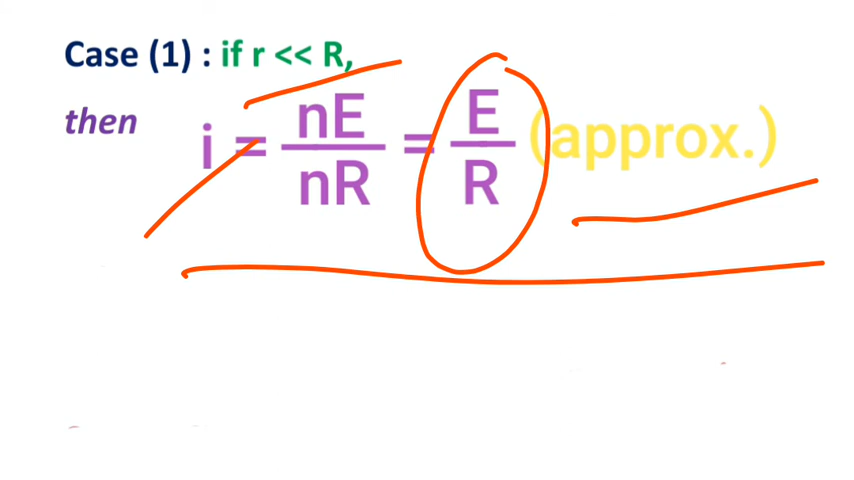 Case (1) : if r << R,
then i = nE/nR = E/R (approx.)